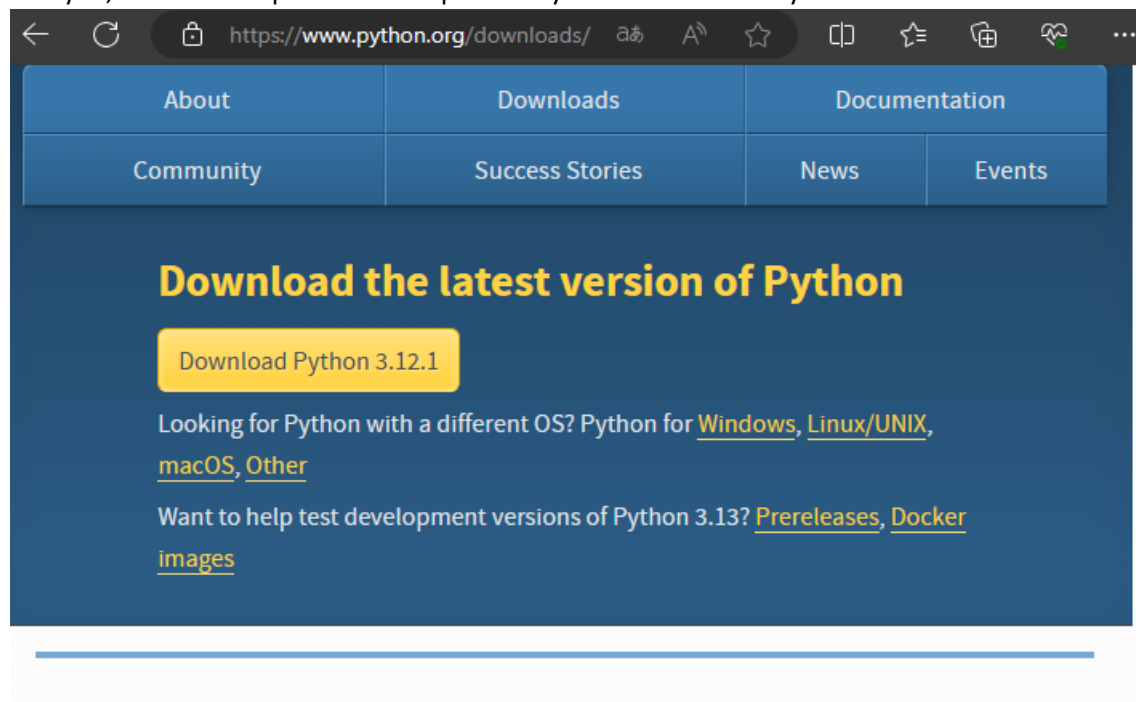 https://www.python.org/downloads/
About Downloads Documentation
Community Success Stories News Events
Download the latest version of Python
Download Python 3.12.1
Looking for Python with a different OS? Python for Windows, Linux/UNIX,
macOS, Other
Want to help test development versions of Python 3.13? Prereleases, Docker
images